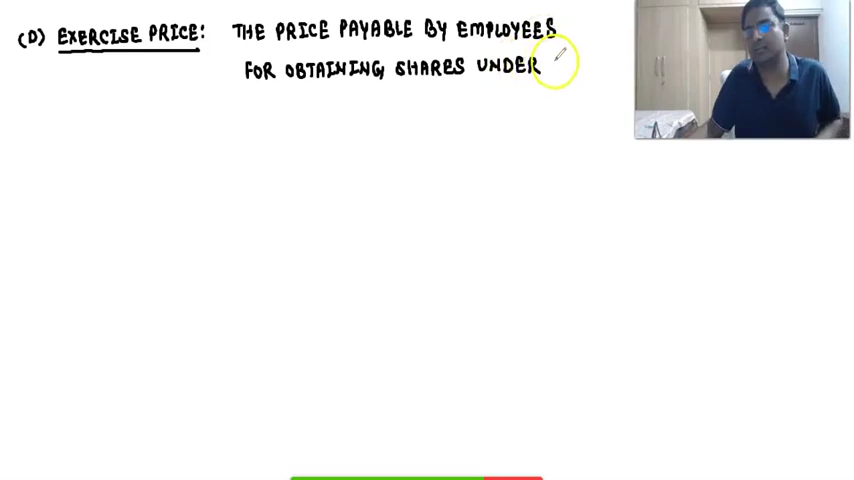 (D) EXERCISE PRICE: THE PRICE PAYABLE BY EMPLOYEES
FOR OBTAINING SHARES UNDER